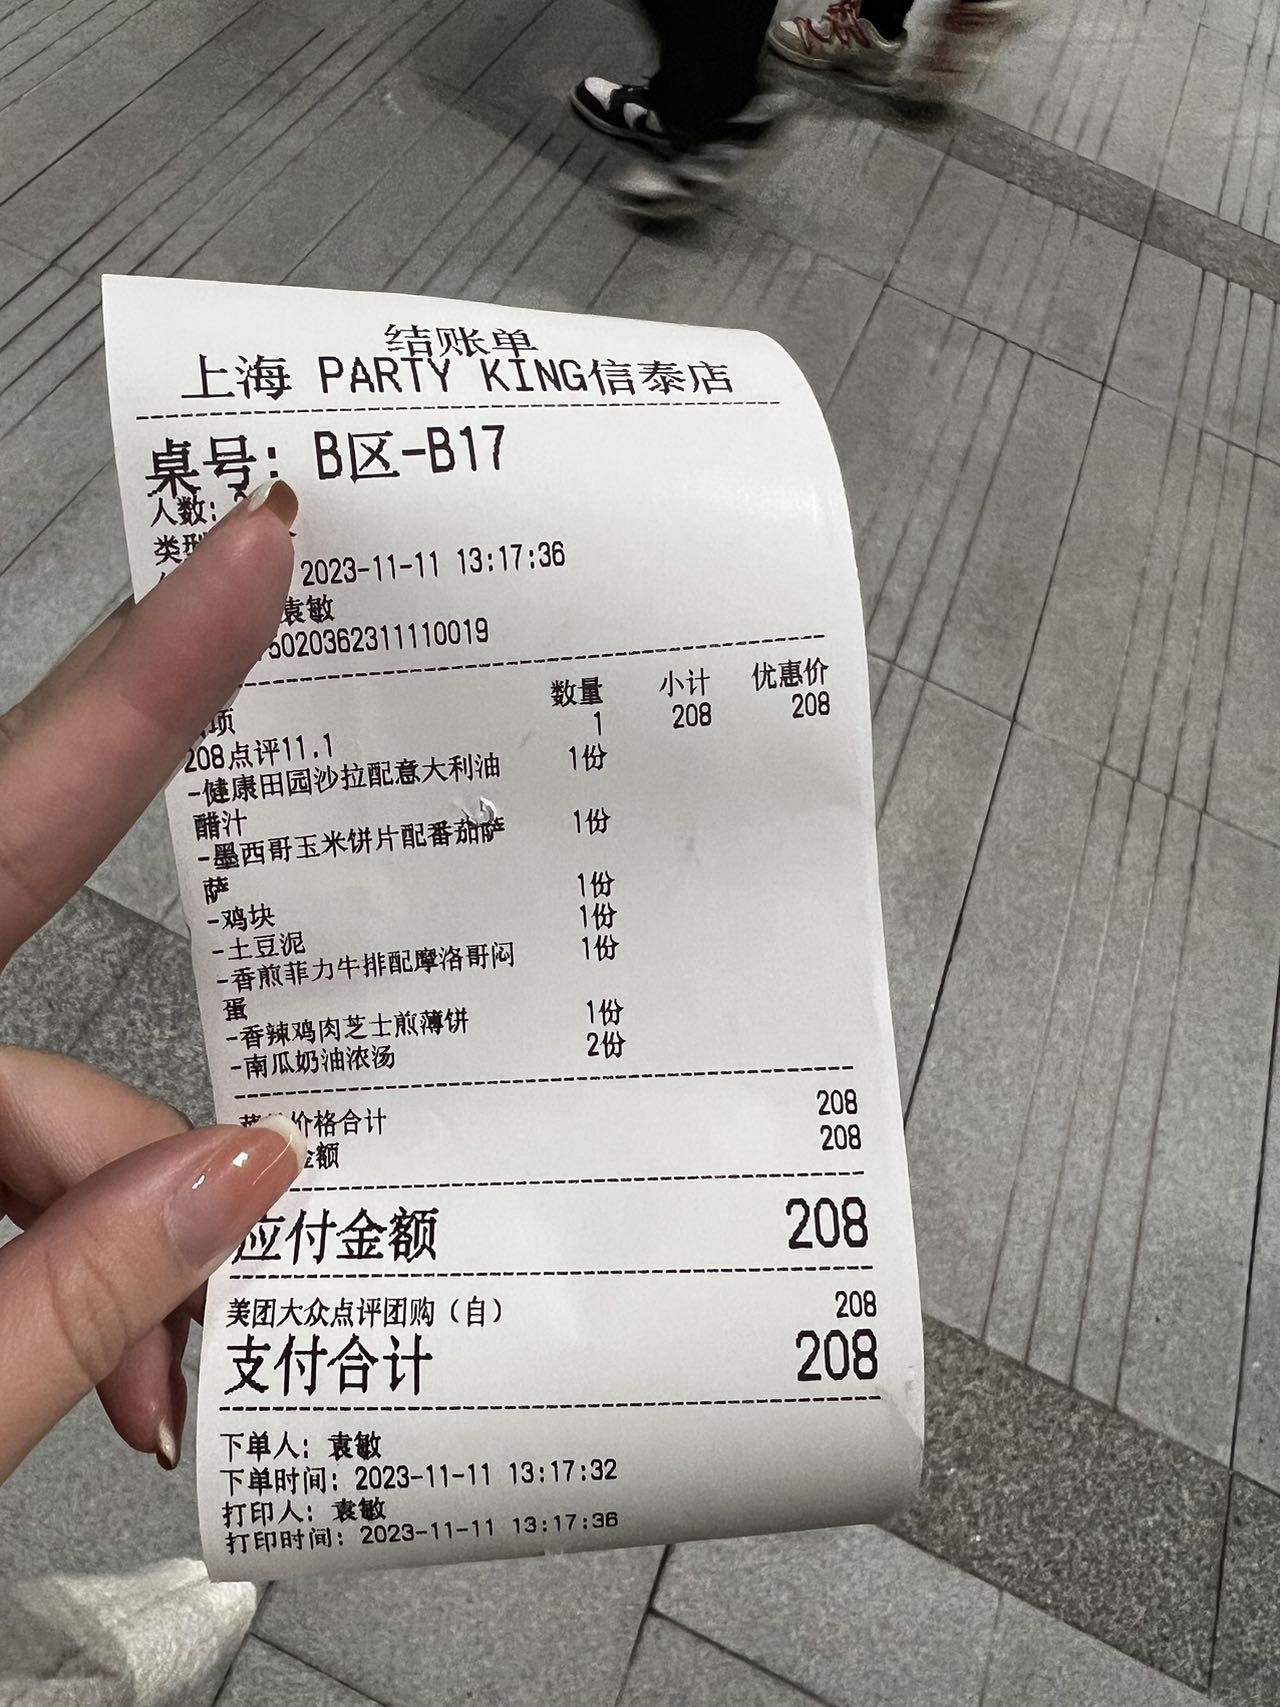 结账单
上海 PARTY KING信泰店
桌号: B区-B17
人数:
类型
2023-11-11 13:17:36
袁敏
5020362311110019
项 数量 小计 优惠价
208点评11.1 1 208 208
-健康田园沙拉配意大利油 1份
醋汁
-墨西哥玉米饼片配番茄萨 1份
萨
-鸡块 1份
-土豆泥 1份
-香煎菲力牛排配摩洛哥闷 1份
蛋
-香辣鸡肉芝士煎薄饼 1份
-南瓜奶油浓汤 2份
价格合计 208
金额 208
应付金额 208
美团大众点评团购(自) 208
支付合计 208
下单人: 袁敏
下单时间: 2023-11-11 13:17:32
打印人: 袁敏
打印时间: 2023-11-11 13:17:36